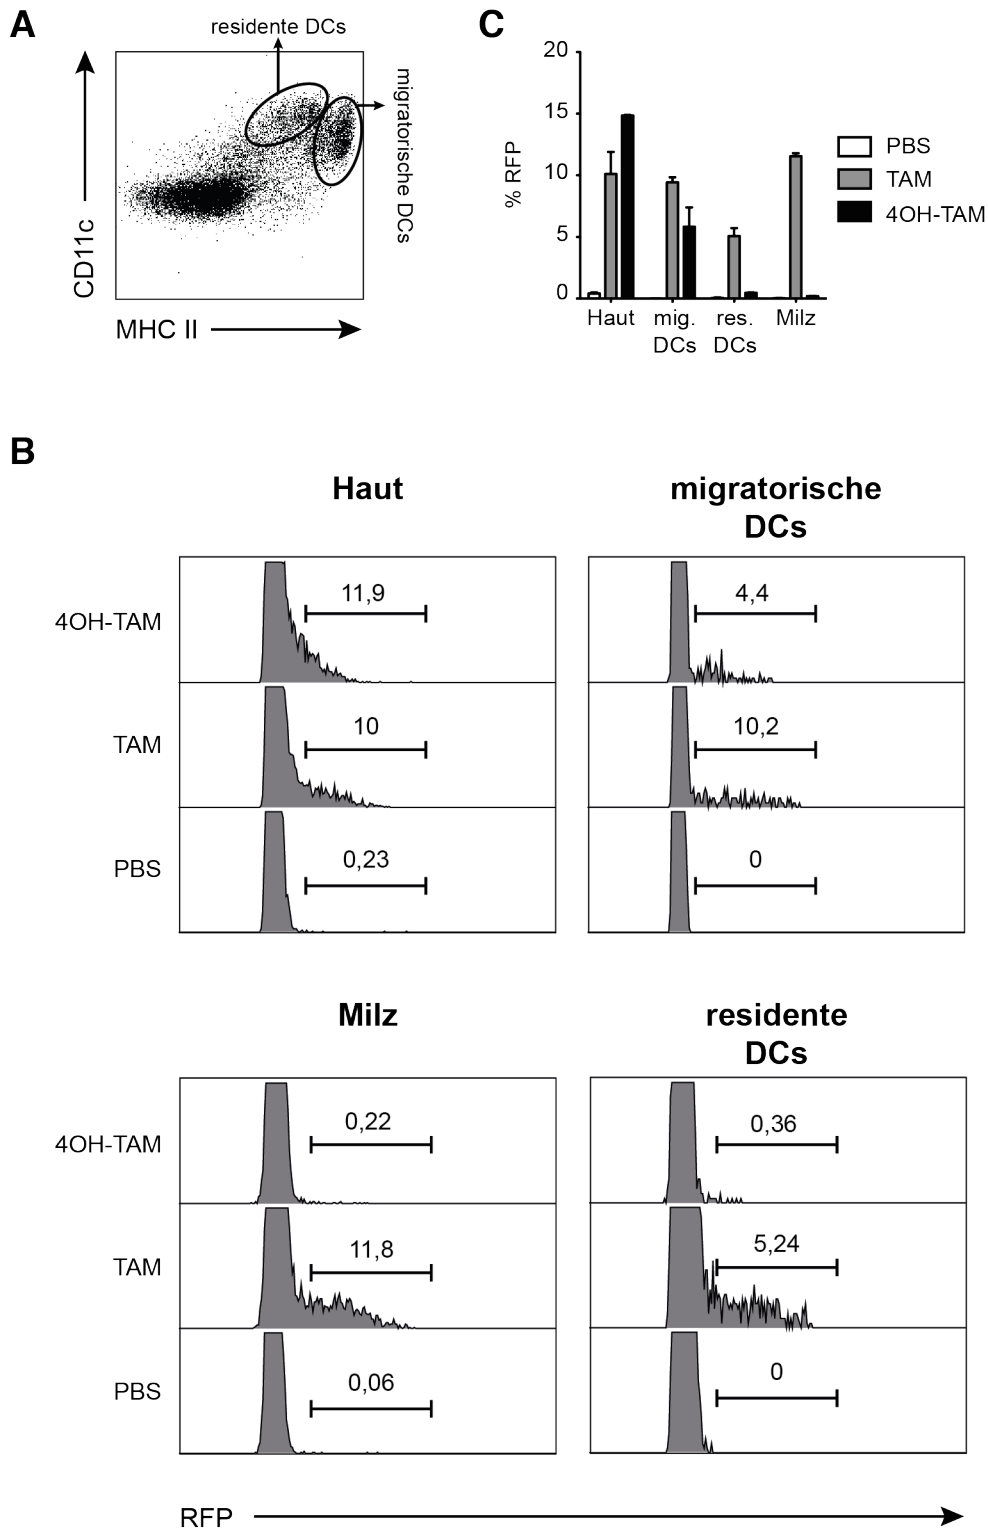 A
residente DCs
migratorische DCs
CD11c
MHC II
C
20
15
10
5
0
% RFP
Haut
mig.
DCs
res.
DCs
Milz
PBS
TAM
4OH-TAM
B
Haut
4OH-TAM
11,9
TAM
10
PBS
0,23
migratorische
DCs
4,4
10,2
0
Milz
4OH-TAM
0,22
TAM
11,8
PBS
0,06
residente
DCs
0,36
5,24
0
RFP